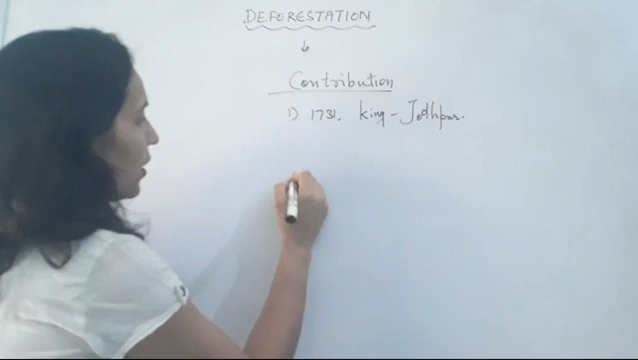 DEFORESTATION
Contribution
1) 1731. king - Jodhpur.